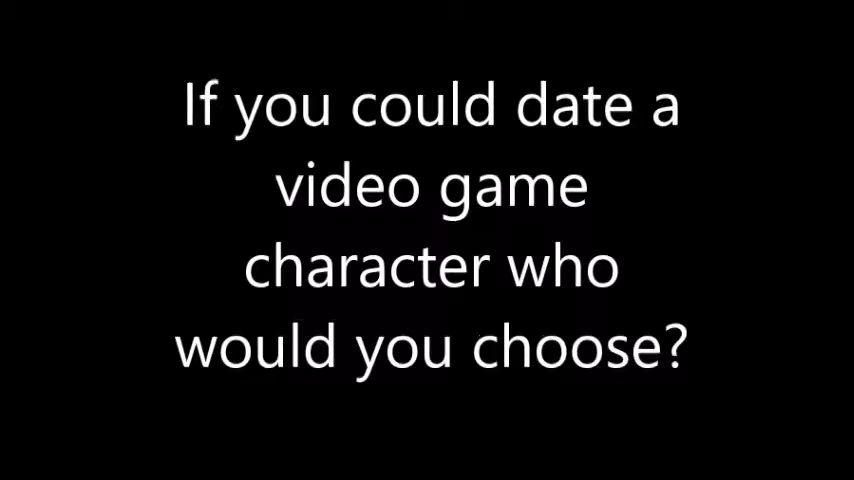 If you could date a
video game
character who
would you choose?